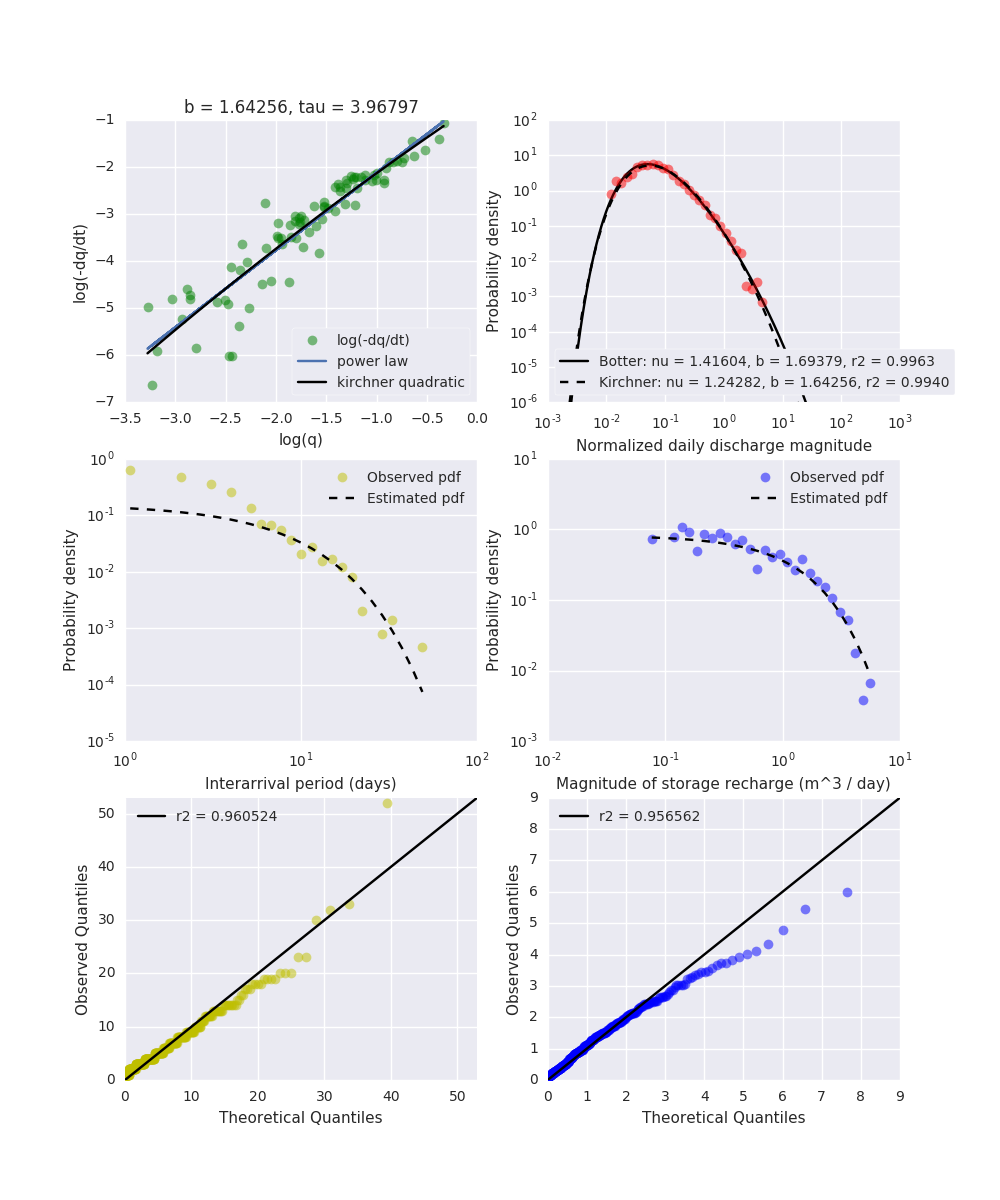 b = 1.64256, tau = 3.96797
log(-dq/dt)
−1
−2
−3
−4
−5
−6
−7
−3.5 −3.0 −2.5 −2.0 −1.5 −1.0 −0.5 0.0
log(q)
log(-dq/dt)
power law
kirchner quadratic
Probability density
10^2
10^1
10^0
10^-1
10^-2
10^-3
10^-4
10^-5
10^-6
10^-3 10^-2 10^-1 10^0 10^1 10^2 10^3
Normalized daily discharge magnitude
Botter: nu = 1.41604, b = 1.69379, r2 = 0.9963
Kirchner: nu = 1.24282, b = 1.64256, r2 = 0.9940
Probability density
10^0
10^-1
10^-2
10^-3
10^-4
10^-5
10^0 10^1 10^2
Interarrival period (days)
Observed pdf
Estimated pdf
Probability density
10^1
10^0
10^-1
10^-2
10^-3
10^-2 10^-1 10^0 10^1
Magnitude of storage recharge (m^3 / day)
Observed pdf
Estimated pdf
Observed Quantiles
50
40
30
20
10
0
0 10 20 30 40 50
Theoretical Quantiles
r2 = 0.960524
Observed Quantiles
9
8
7
6
5
4
3
2
1
0
0 1 2 3 4 5 6 7 8 9
Theoretical Quantiles
r2 = 0.956562